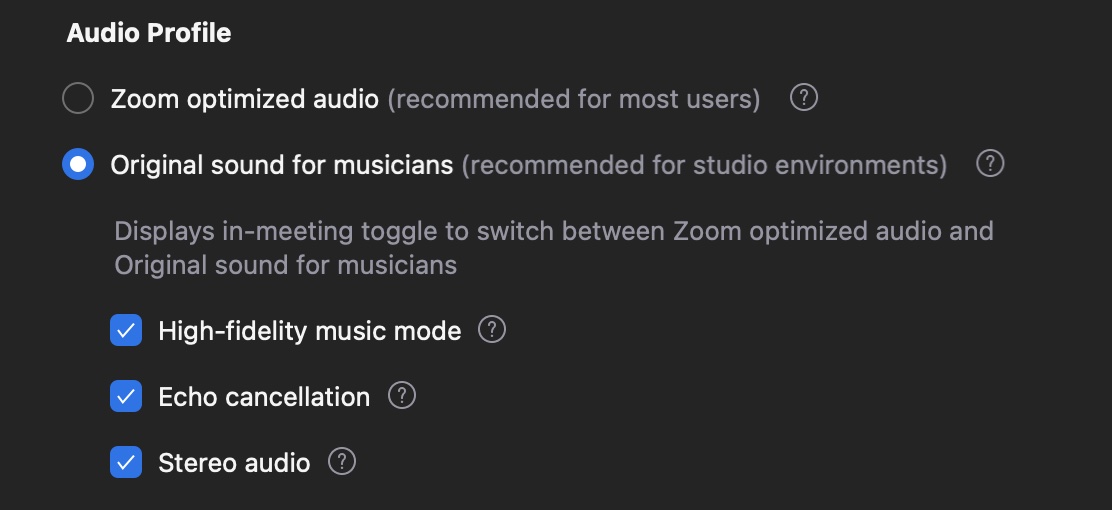 Audio Profile
Zoom optimized audio (recommended for most users) ?
Original sound for musicians (recommended for studio environments) ?
Displays in-meeting toggle to switch between Zoom optimized audio and
Original sound for musicians
High-fidelity music mode ?
Echo cancellation ?
Stereo audio ?